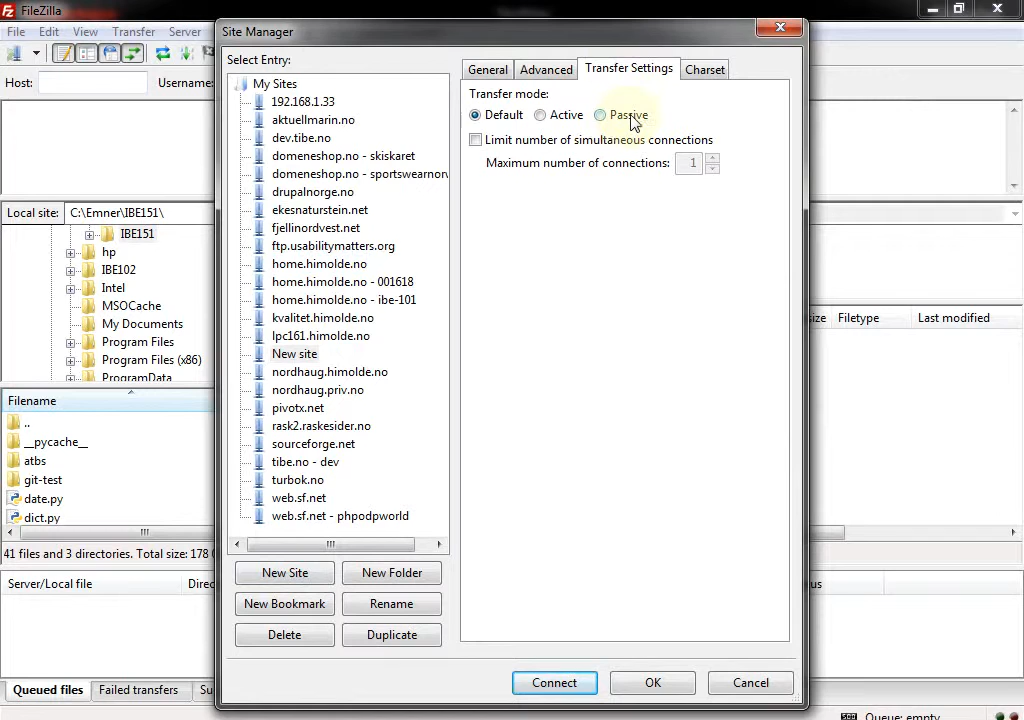 FileZilla
Site Manager
File Edit View Transfer Server
Select Entry:
Host: Username:
My Sites
192.168.1.33
aktuellmarin.no
dev.tibe.no
domeneshop.no - skiskaret
domeneshop.no - sportswearnorv
drupalnorge.no
ekesnaturstein.net
fjellinordvest.net
ftp.usabilitymatters.org
home.himolde.no
home.himolde.no - 001618
home.himolde.no - ibe-101
kvalitet.himolde.no
lpc161.himolde.no
New site
nordhaug.himolde.no
nordhaug.priv.no
pivotx.net
rask2.raskesider.no
sourceforge.net
tibe.no - dev
turbok.no
web.sf.net
web.sf.net - phpodpworld
General Advanced Transfer Settings Charset
Transfer mode:
Default Active Passive
Limit number of simultaneous connections
Maximum number of connections: 1
Local site: C:\Emner\IBE151\
IBE151
hp
IBE102
Intel
MSOCache
My Documents
Program Files
Program Files (x86)
ProgramData
size Filetype Last modified
Filename
..
__pycache__
atbs
git-test
date.py
dict.py
41 files and 3 directories. Total size: 178 0
New Site New Folder
New Bookmark Rename
Delete Duplicate
Server/Local file Direc us
Connect OK Cancel
Queued files Failed transfers Su
Queue: empty